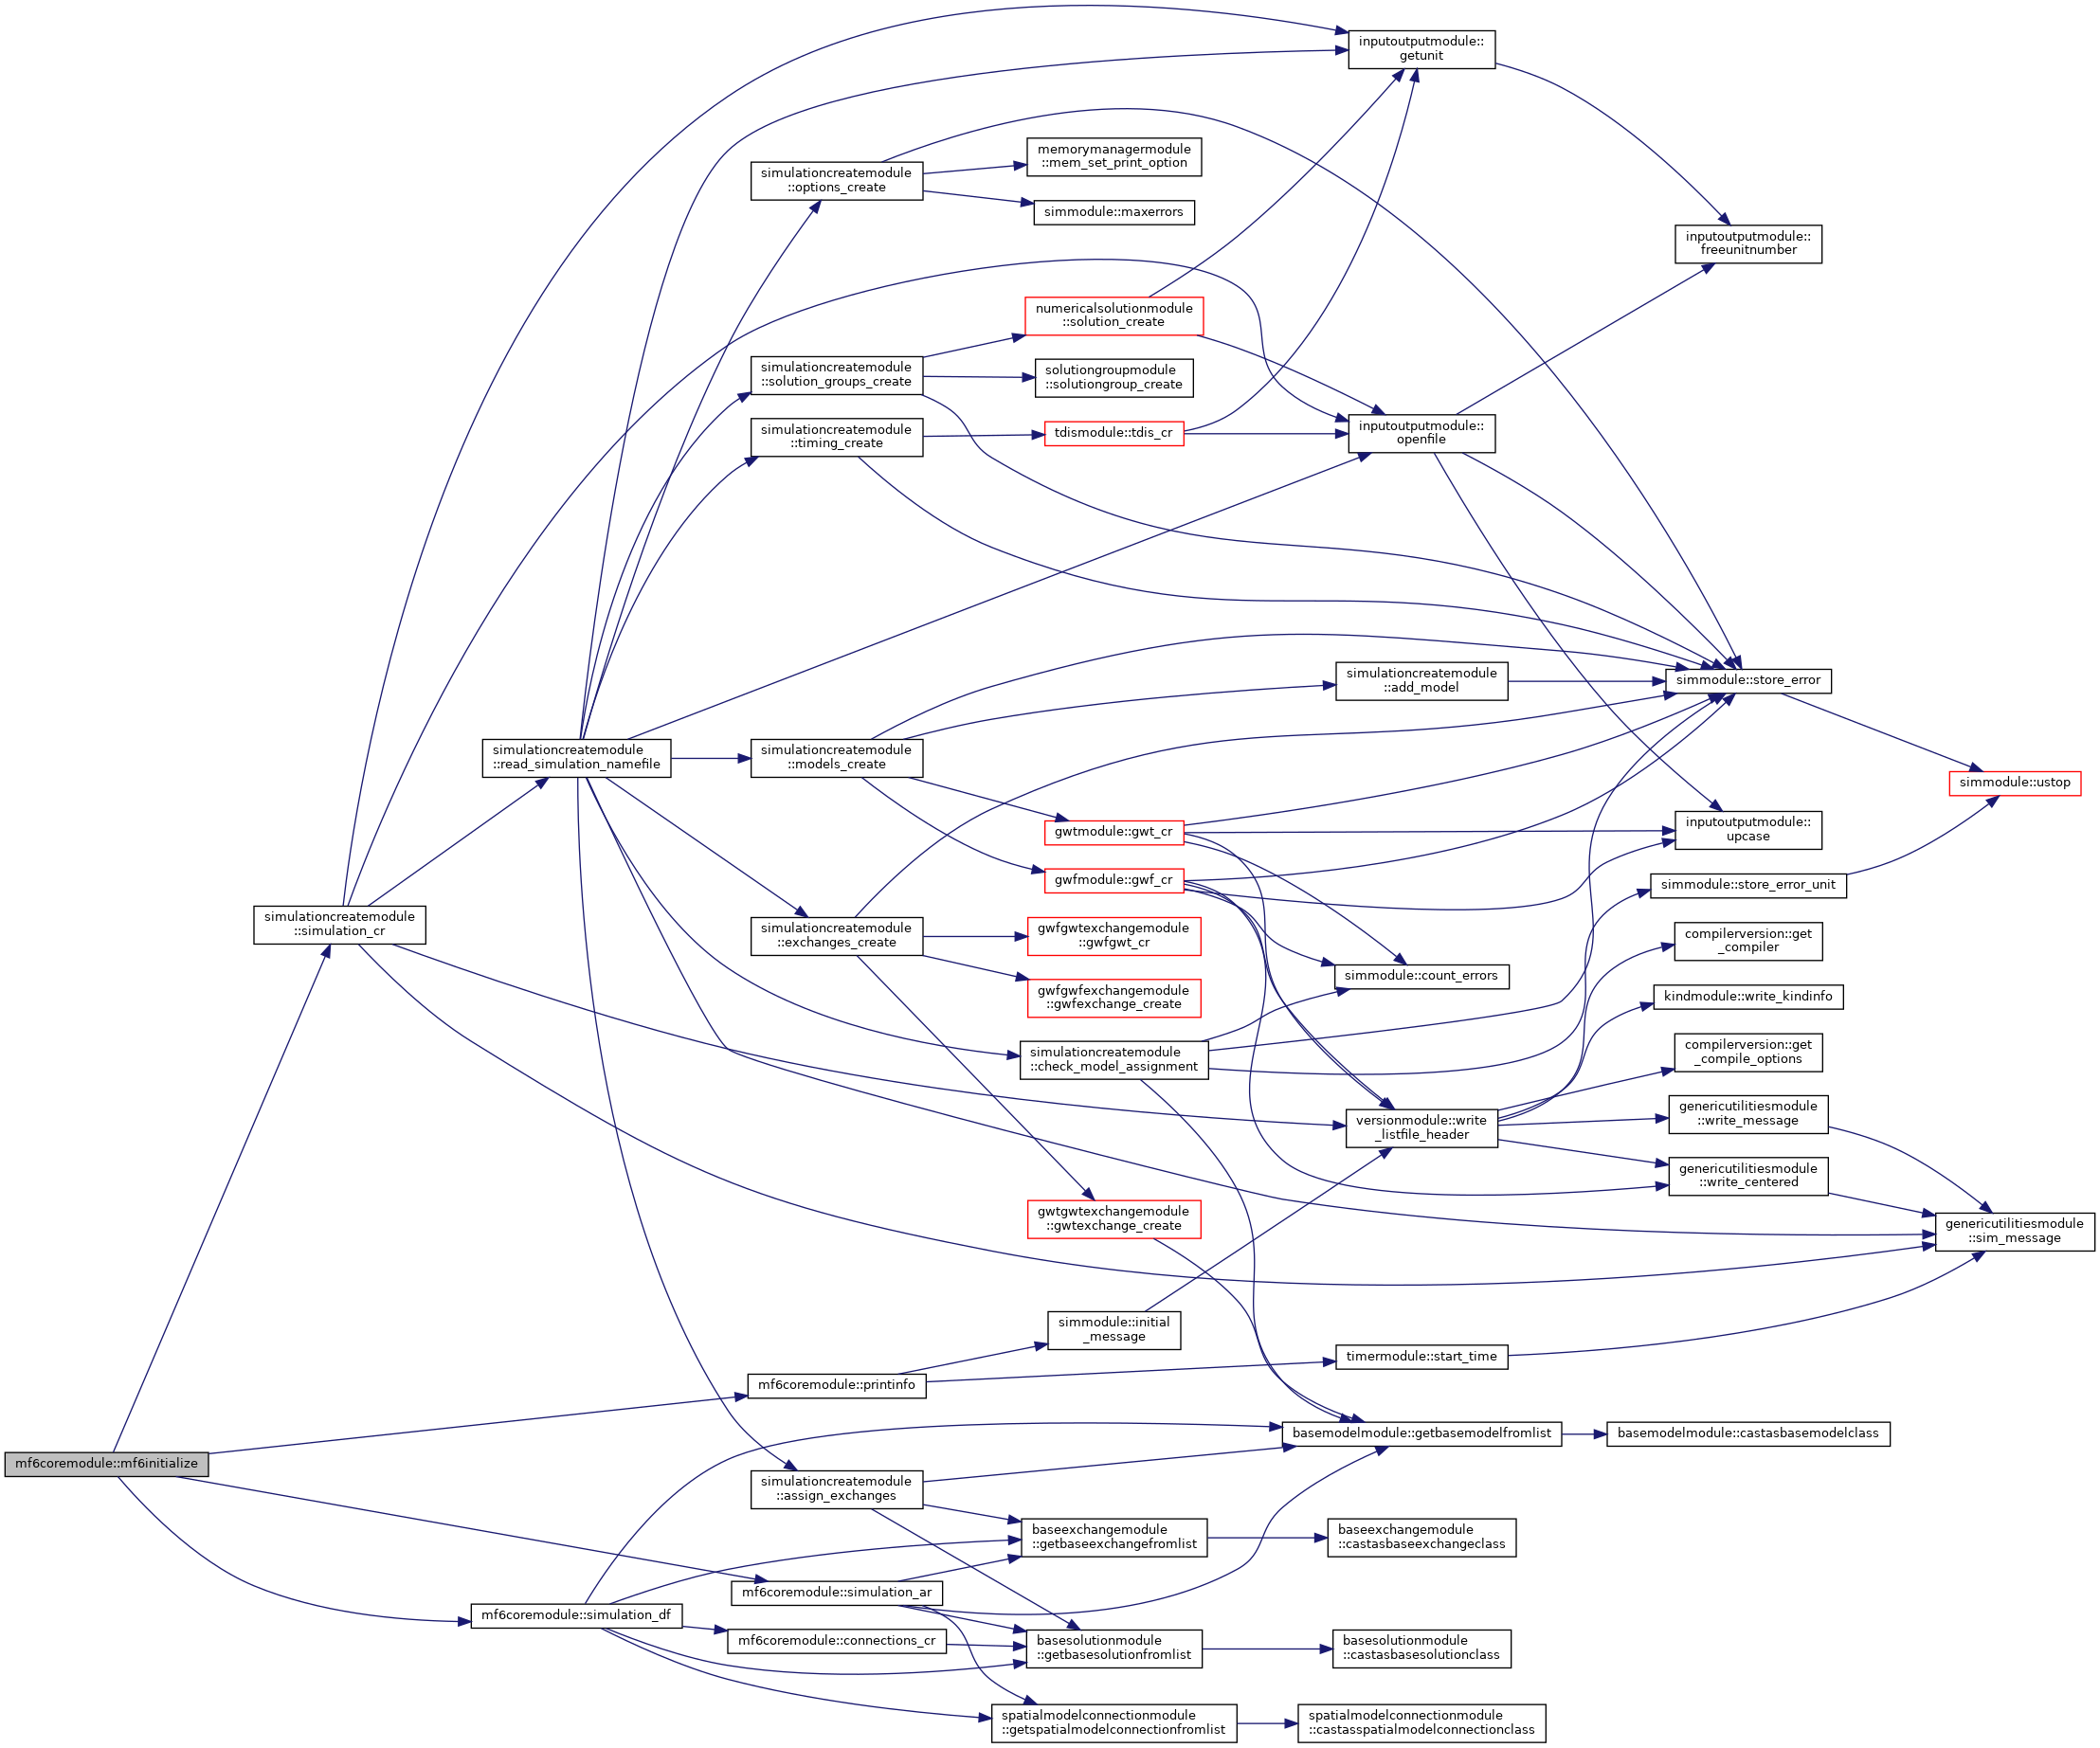 inputoutputmodule::
getunit
memorymanagermodule
::mem_set_print_option
simulationcreatemodule
::options_create
simmodule::maxerrors
inputoutputmodule::
freeunitnumber
numericalsolutionmodule
::solution_create
simulationcreatemodule
::solution_groups_create
solutiongroupmodule
::solutiongroup_create
simulationcreatemodule
::timing_create
tdismodule::tdis_cr
inputoutputmodule::
openfile
simulationcreatemodule
::add_model
simmodule::store_error
simulationcreatemodule
::read_simulation_namefile
simulationcreatemodule
::models_create
simmodule::ustop
gwtmodule::gwt_cr
inputoutputmodule::
upcase
gwfmodule::gwf_cr
simmodule::store_error_unit
simulationcreatemodule
::simulation_cr
simulationcreatemodule
::exchanges_create
gwfgwtexchangemodule
::gwfgwt_cr
compilerversion::get
_compiler
simmodule::count_errors
gwfgwfexchangemodule
::gwfexchange_create
kindmodule::write_kindinfo
simulationcreatemodule
::check_model_assignment
compilerversion::get
_compile_options
versionmodule::write
_listfile_header
genericutilitiesmodule
::write_message
genericutilitiesmodule
::write_centered
gwtgwtexchangemodule
::gwtexchange_create
genericutilitiesmodule
::sim_message
simmodule::initial
_message
timermodule::start_time
mf6coremodule::printinfo
basemodelmodule::getbasemodelfromlist
basemodelmodule::castasbasemodelclass
mf6coremodule::mf6initialize
simulationcreatemodule
::assign_exchanges
baseexchangemodule
::getbaseexchangefromlist
baseexchangemodule
::castasbaseexchangeclass
mf6coremodule::simulation_ar
mf6coremodule::simulation_df
mf6coremodule::connections_cr
basesolutionmodule
::getbasesolutionfromlist
basesolutionmodule
::castasbasesolutionclass
spatialmodelconnectionmodule
::getspatialmodelconnectionfromlist
spatialmodelconnectionmodule
::castasspatialmodelconnectionclass